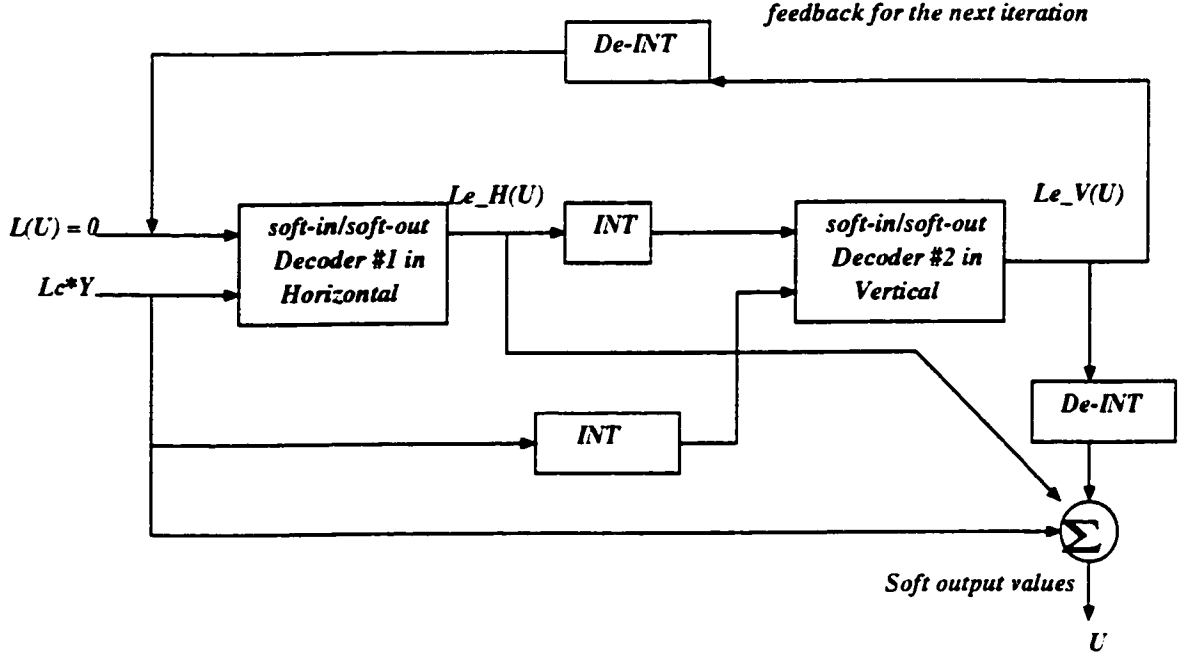 feedback for the next iteration
De-INT
Le_H(U)
Le_V(U)
L(U) = 0
soft-in/soft-out
Decoder #1 in
Horizontal
INT
soft-in/soft-out
Decoder #2 in
Vertical
Lc*Y
De-INT
INT
Σ
Soft output values
U